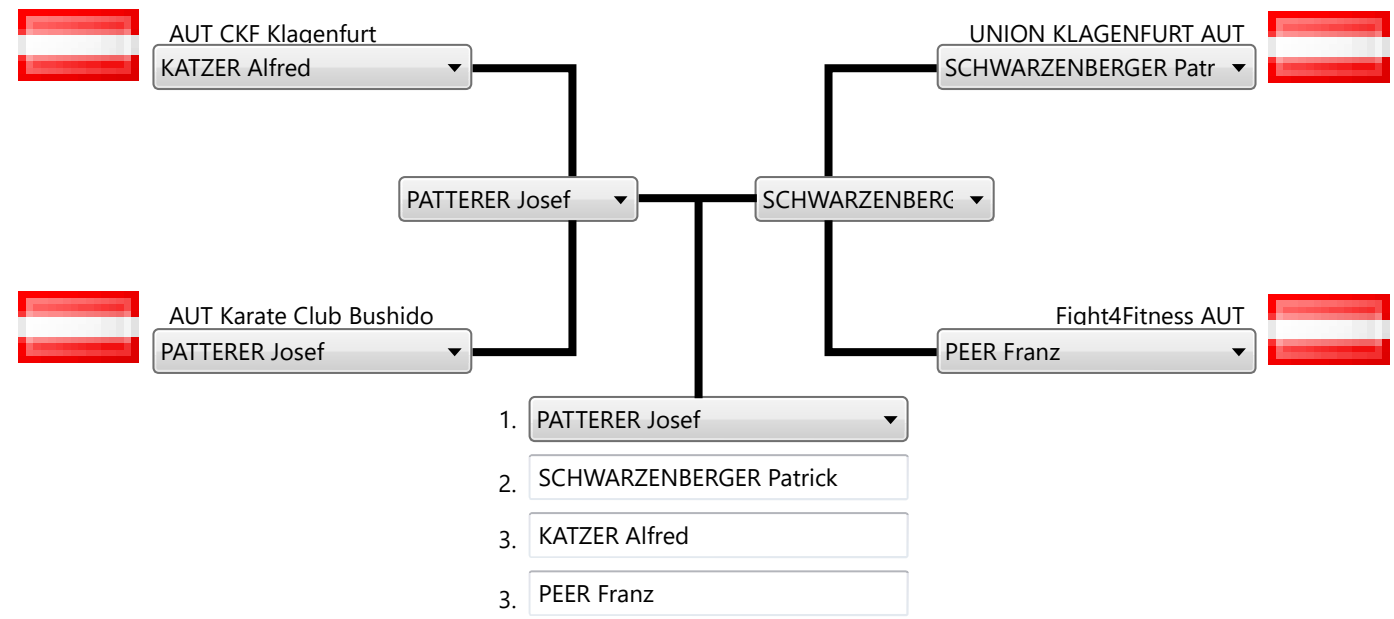 AUT CKF Klagenfurt
KATZER Alfred
UNION KLAGENFURT AUT
SCHWARZENBERGER Patr
PATTERER Josef
SCHWARZENBERG
AUT Karate Club Bushido
PATTERER Josef
Fight4Fitness AUT
PEER Franz
1. PATTERER Josef
2. SCHWARZENBERGER Patrick
3. KATZER Alfred
3. PEER Franz